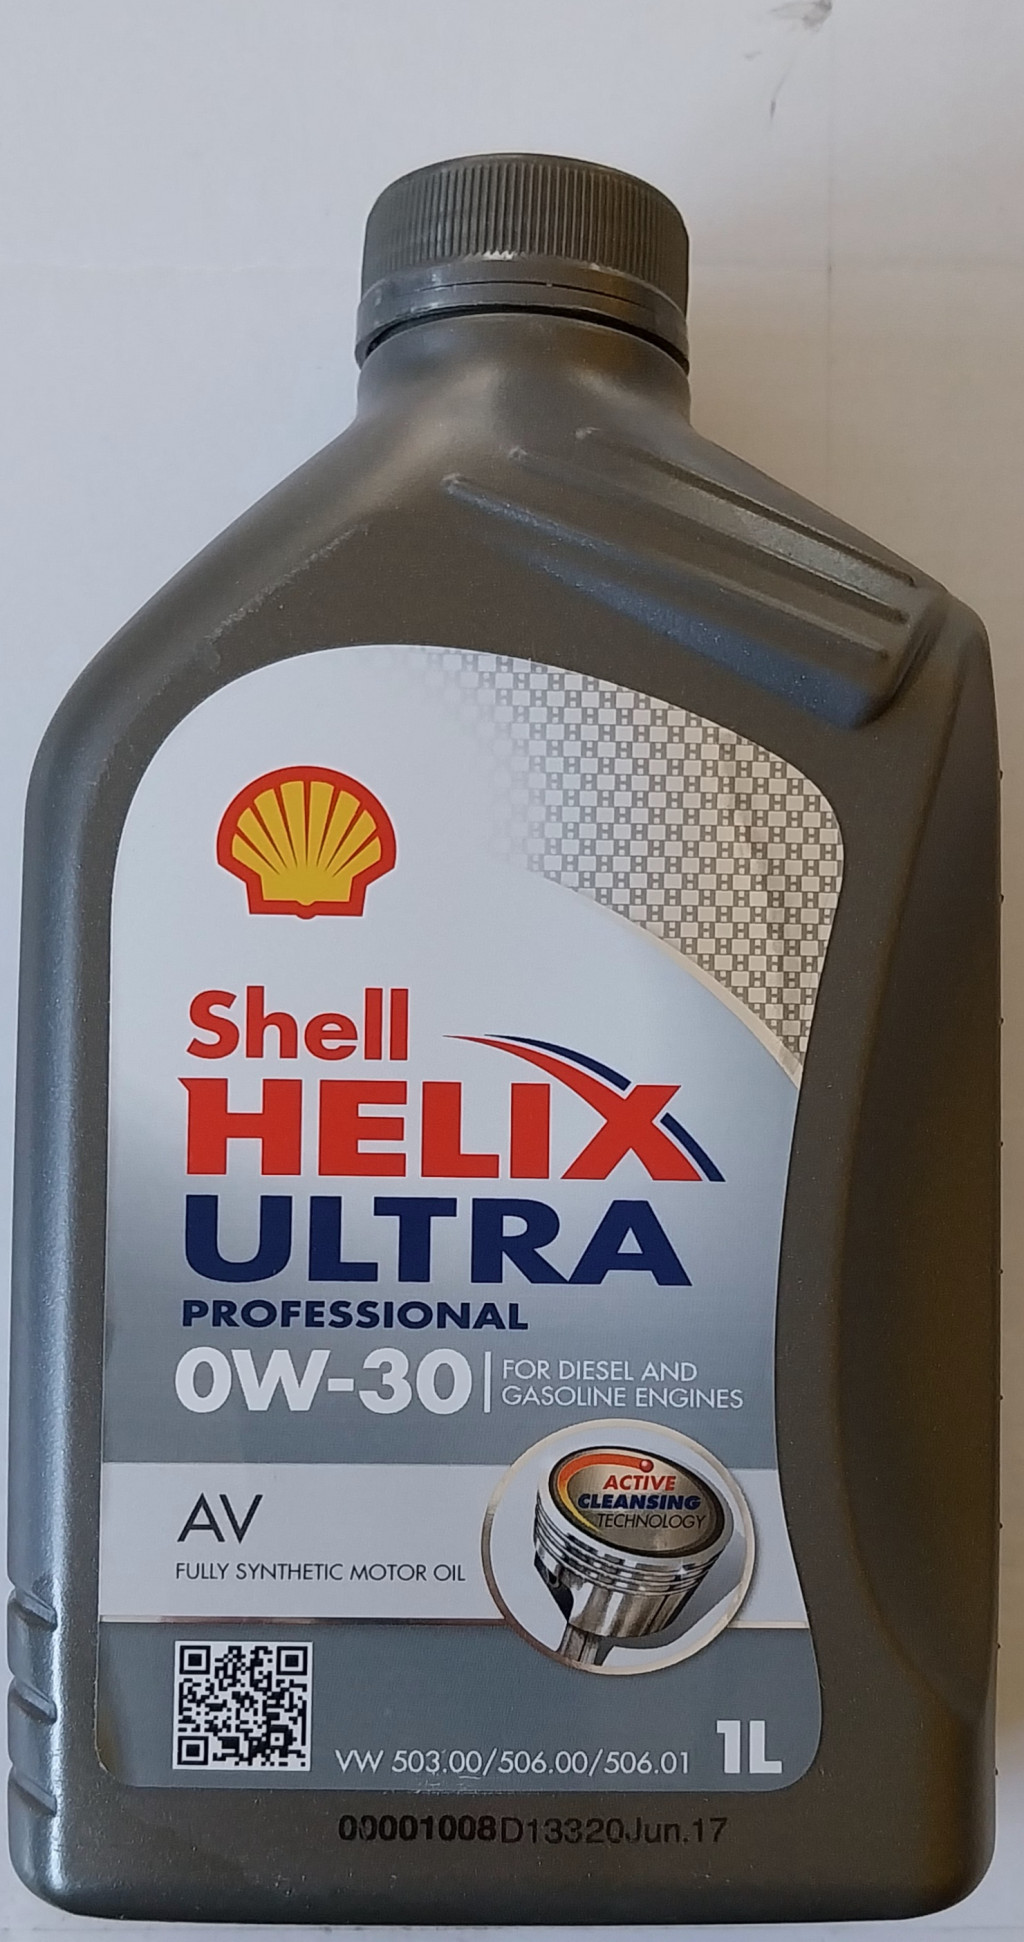 Shell
HELIX
ULTRA
PROFESSIONAL
0W-30
FOR DIESEL AND
GASOLINE ENGINES
ACTIVE
CLEANSING
TECHNOLOGY
AV
FULLY SYNTHETIC MOTOR OIL
VW 503.00/506.00/506.01
1L
00001008D13320Jun.17